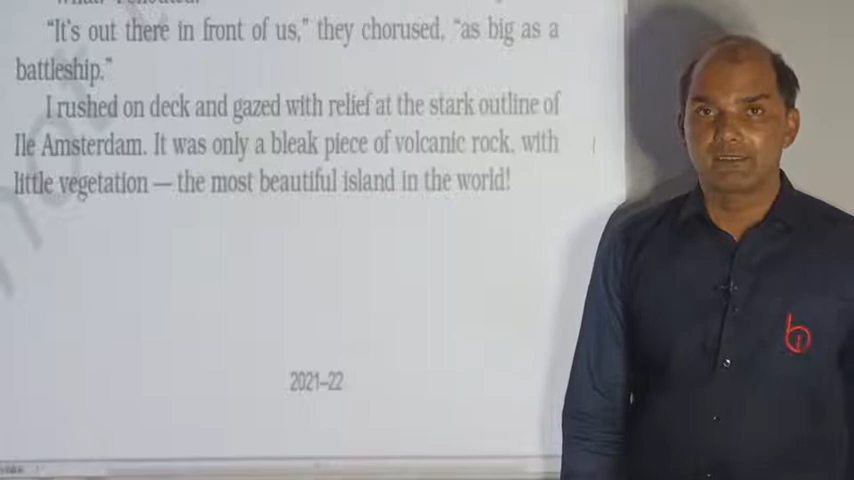 "It's out there in front of us," they chorused, "as big as a
battleship."
I rushed on deck and gazed with relief at the stark outline of
Ile Amsterdam. It was only a bleak piece of volcanic rock, with
little vegetation — the most beautiful island in the world!
2021–22